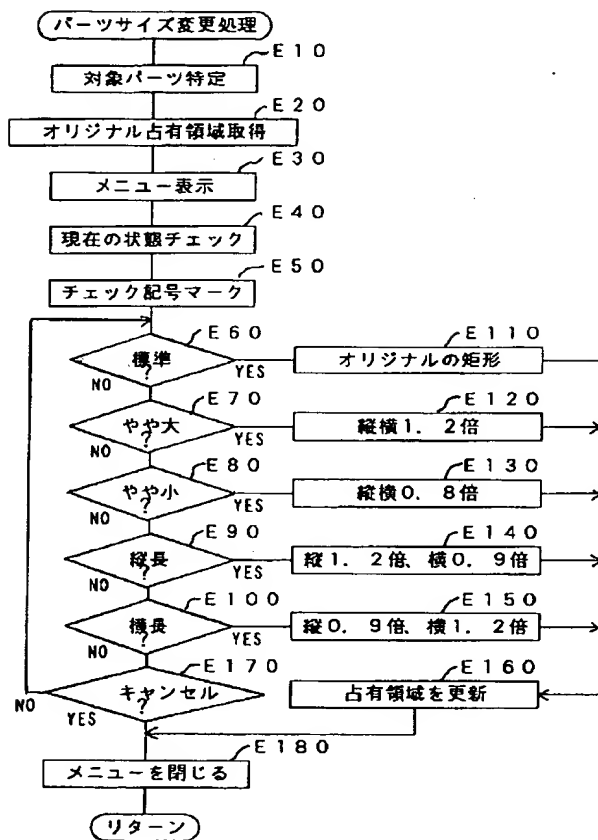 パーツサイズ変更処理
E10
対象パーツ特定
E20
オリジナル占有領域取得
E30
メニュー表示
E40
現在の状態チェック
E50
チェック記号マーク
E60
標準
?
NO
YES
E110
オリジナルの矩形
E70
やや大
?
NO
YES
E120
縦横1.2倍
E80
やや小
?
NO
YES
E130
縦横0.8倍
E90
縦長
?
NO
YES
E140
縦1.2倍、横0.9倍
E100
横長
?
NO
YES
E150
縦0.9倍、横1.2倍
E170
キャンセル
?
NO
YES
E160
占有領域を更新
E180
メニューを閉じる
リターン